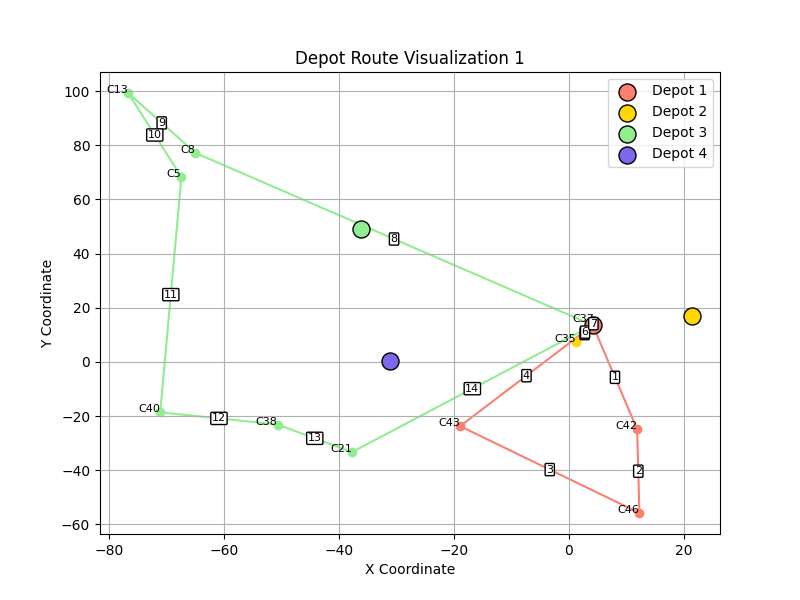 Depot Route Visualization 1
Depot 1
Depot 2
Depot 3
Depot 4
Y Coordinate
100
80
60
40
20
0
−20
−40
−60
C13
9
10
C8
C5
8
11
C37
7
6
C35
1
4
14
C40
12
C38
13
C21
C43
C42
3
2
C46
−80
−60
−40
−20
0
20
X Coordinate